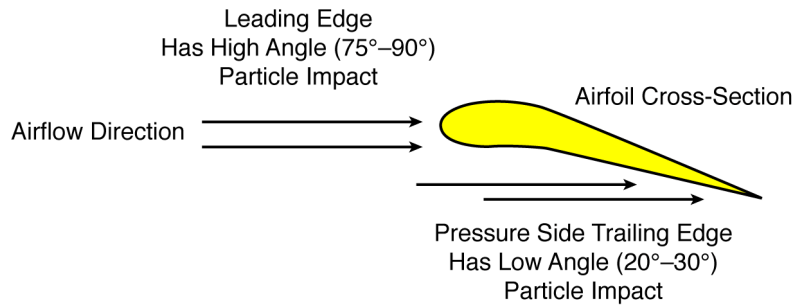 Leading Edge
Has High Angle (75°–90°)
Particle Impact
Airfoil Cross-Section
Airflow Direction
Pressure Side Trailing Edge
Has Low Angle (20°–30°)
Particle Impact